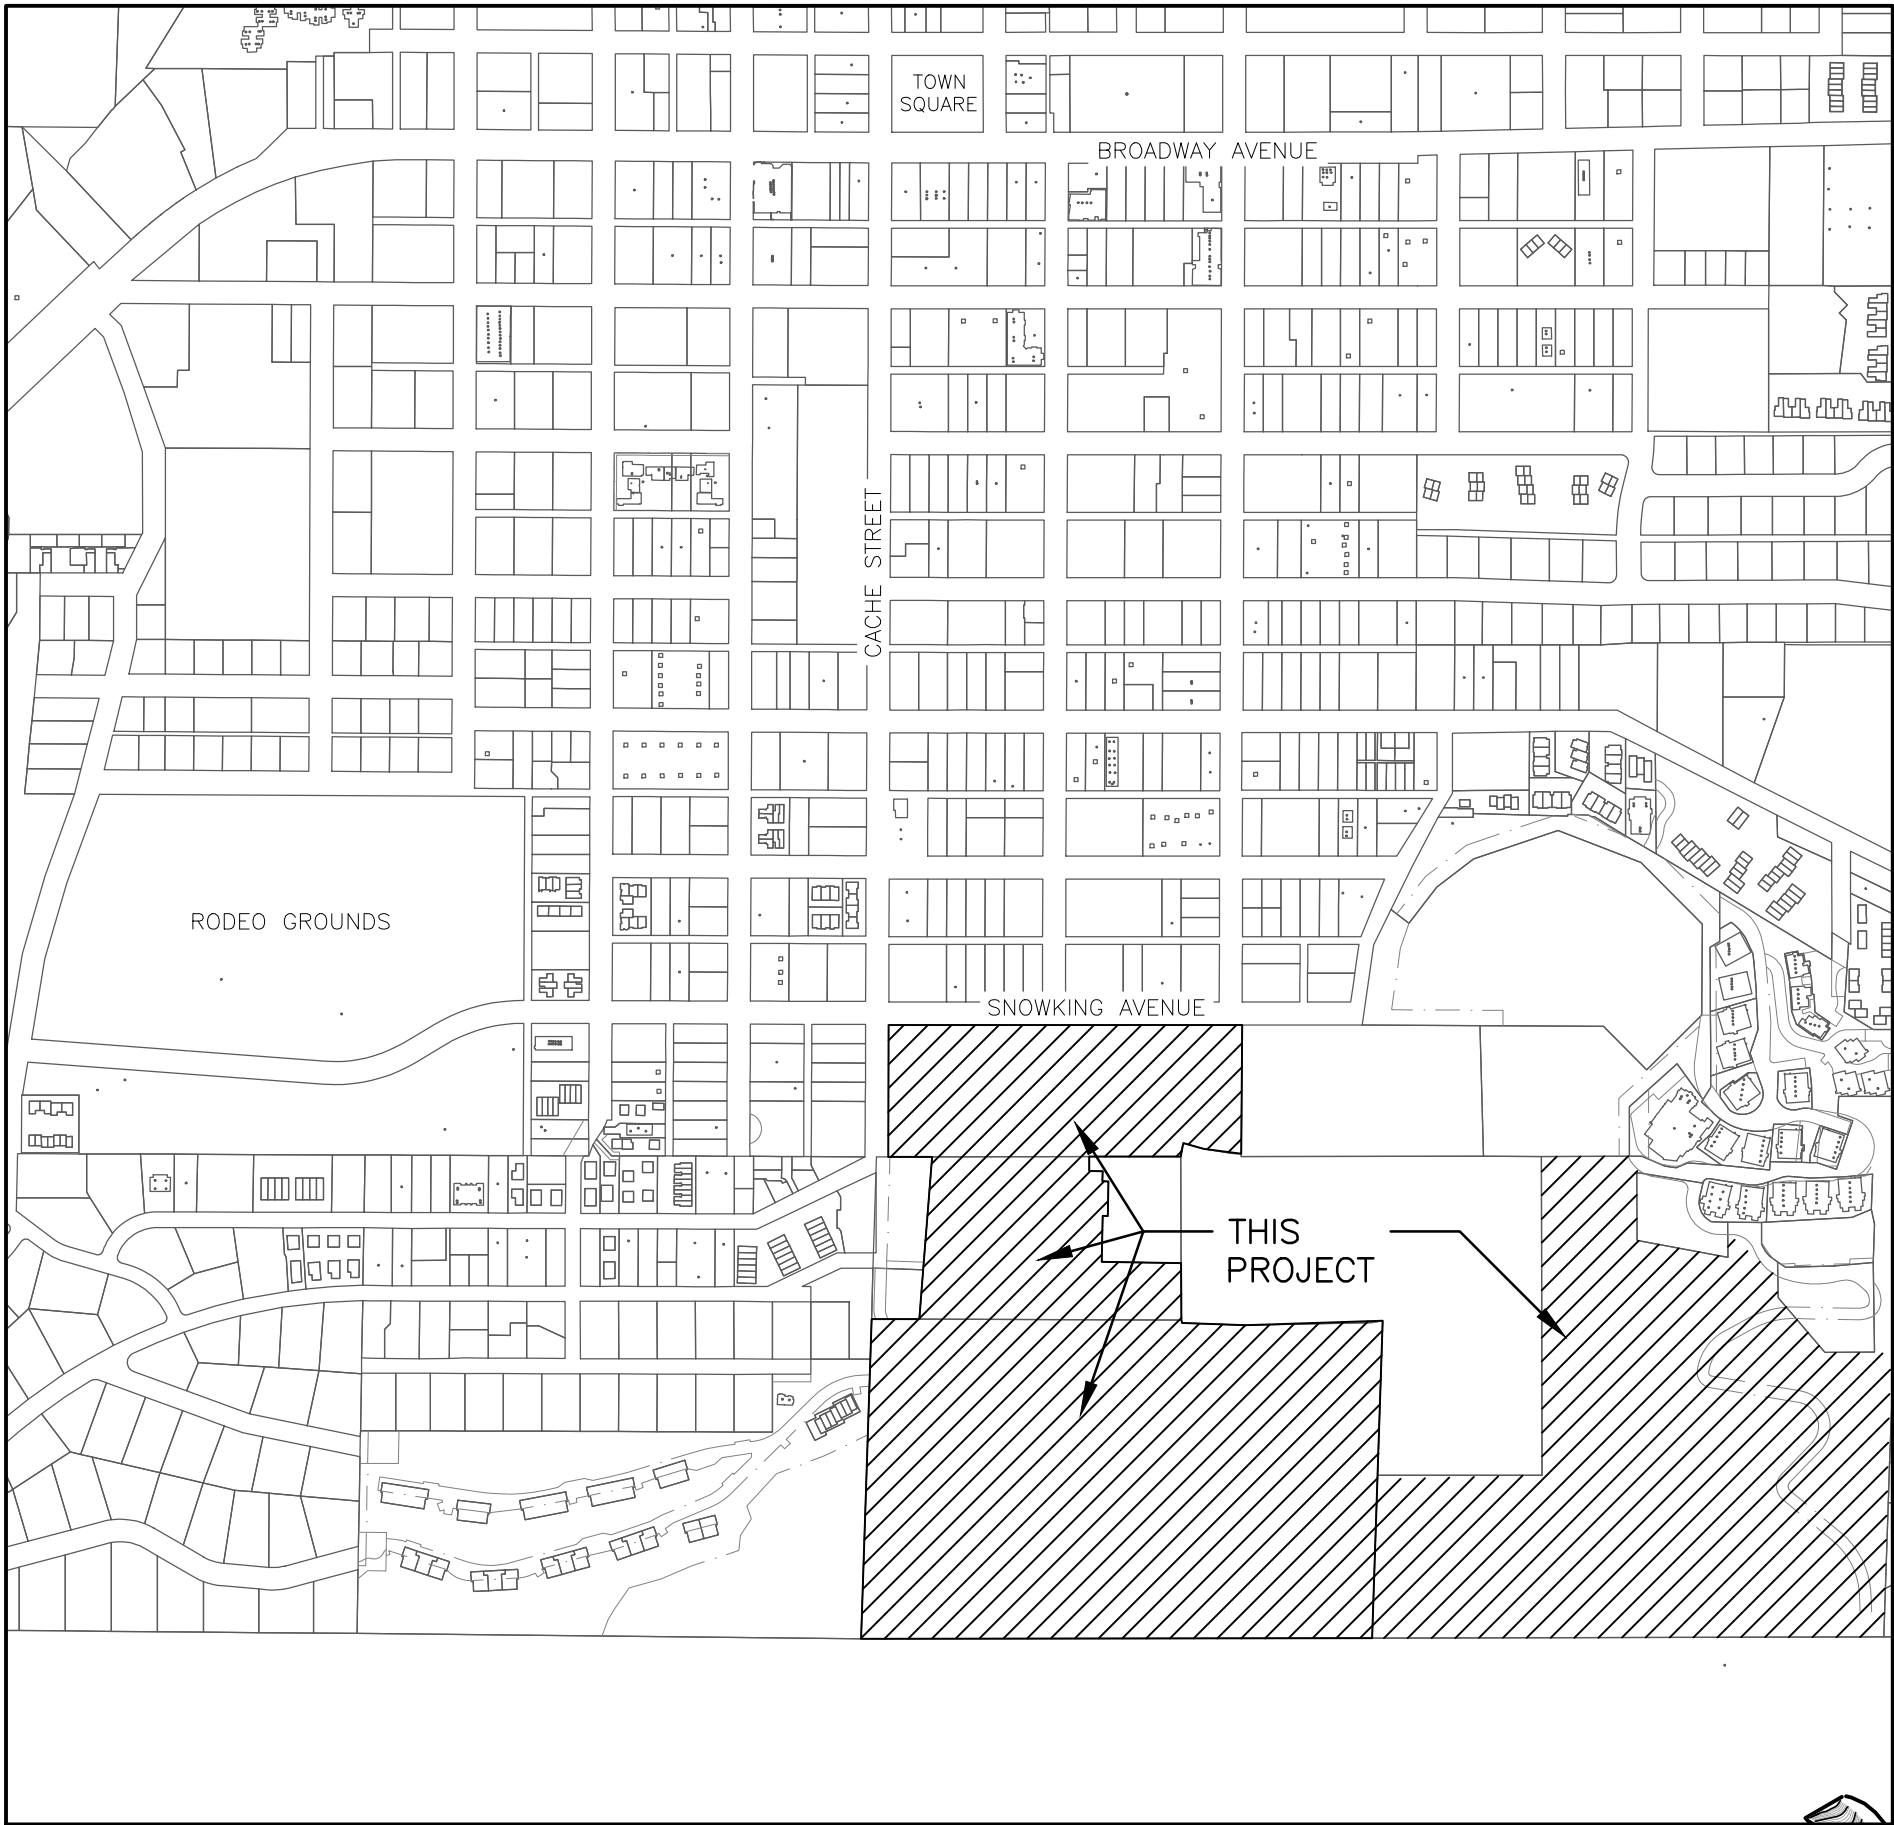 TOWN
SQUARE
BROADWAY AVENUE
CACHE STREET
RODEO GROUNDS
SNOWKING AVENUE
THIS
PROJECT